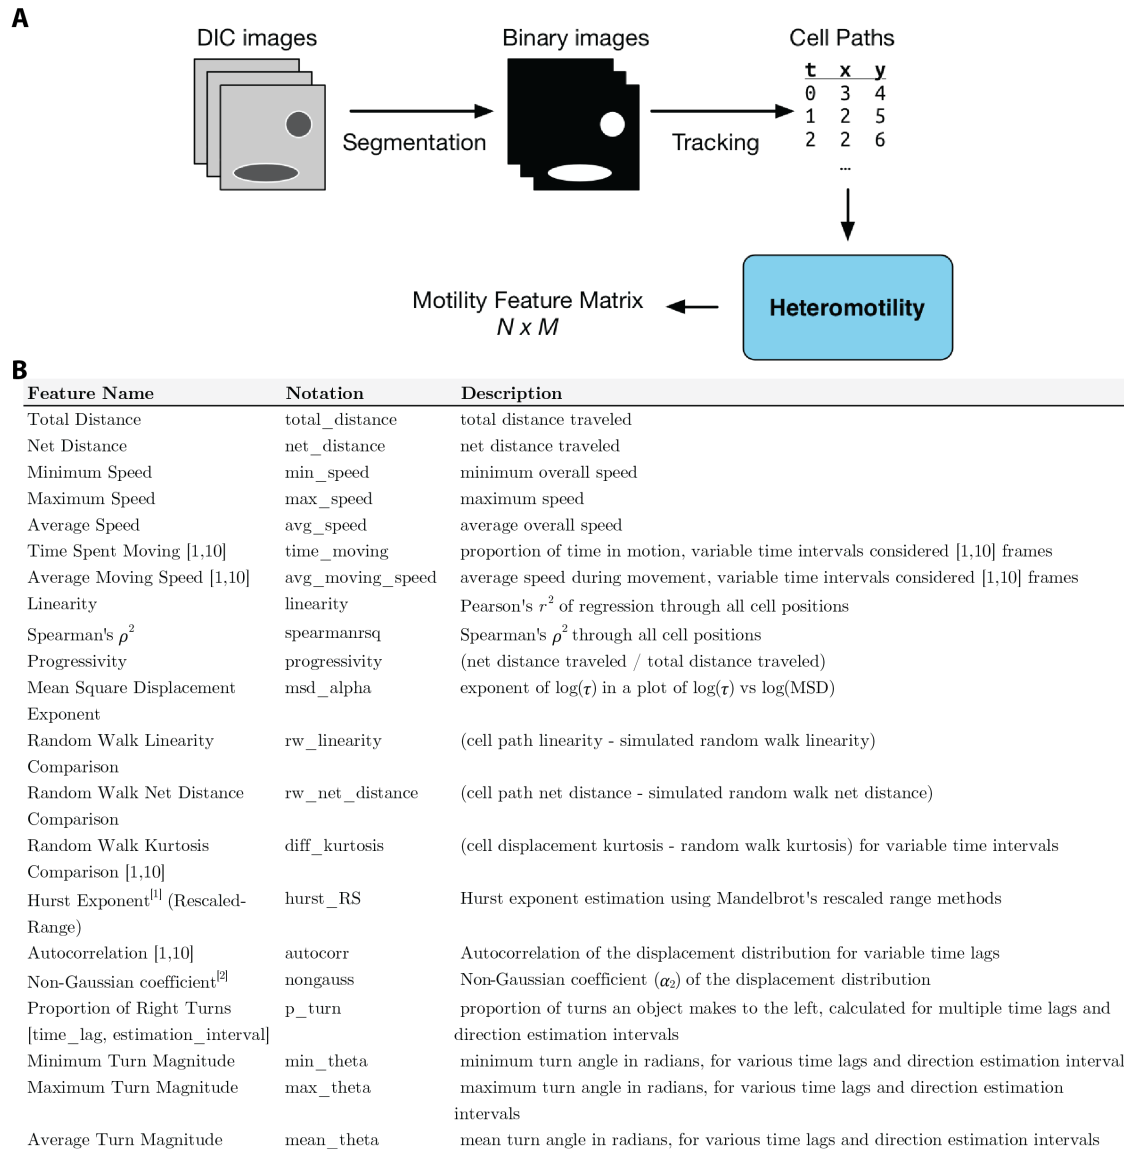 A
DIC images
Binary images
Cell Paths
t x y
0 3 4
1 2 5
2 2 6
...
Segmentation
Tracking
Heteromotility
Motility Feature Matrix
N x M
B
Feature Name Notation Description
Total Distance total_distance total distance traveled
Net Distance net_distance net distance traveled
Minimum Speed min_speed minimum overall speed
Maximum Speed max_speed maximum speed
Average Speed avg_speed average overall speed
Time Spent Moving [1,10] time_moving proportion of time in motion, variable time intervals considered [1,10] frames
Average Moving Speed [1,10] avg_moving_speed average speed during movement, variable time intervals considered [1,10] frames
Linearity linearity Pearson's r² of regression through all cell positions
Spearman's ρ² spearmanrsq Spearman's ρ² through all cell positions
Progressivity progressivity (net distance traveled / total distance traveled)
Mean Square Displacement msd_alpha exponent of log(τ) in a plot of log(τ) vs log(MSD)
Exponent
Random Walk Linearity rw_linearity (cell path linearity - simulated random walk linearity)
Comparison
Random Walk Net Distance rw_net_distance (cell path net distance - simulated random walk net distance)
Comparison
Random Walk Kurtosis diff_kurtosis (cell displacement kurtosis - random walk kurtosis) for variable time intervals
Comparison [1,10]
Hurst Exponent[1] (Rescaled- hurst_RS Hurst exponent estimation using Mandelbrot's rescaled range methods
Range)
Autocorrelation [1,10] autocorr Autocorrelation of the displacement distribution for variable time lags
Non-Gaussian coefficient[2] nongauss Non-Gaussian coefficient (α₂) of the displacement distribution
Proportion of Right Turns p_turn proportion of turns an object makes to the left, calculated for multiple time lags and
[time_lag, estimation_interval] direction estimation intervals
Minimum Turn Magnitude min_theta minimum turn angle in radians, for various time lags and direction estimation interval
Maximum Turn Magnitude max_theta maximum turn angle in radians, for various time lags and direction estimation
intervals
Average Turn Magnitude mean_theta mean turn angle in radians, for various time lags and direction estimation intervals